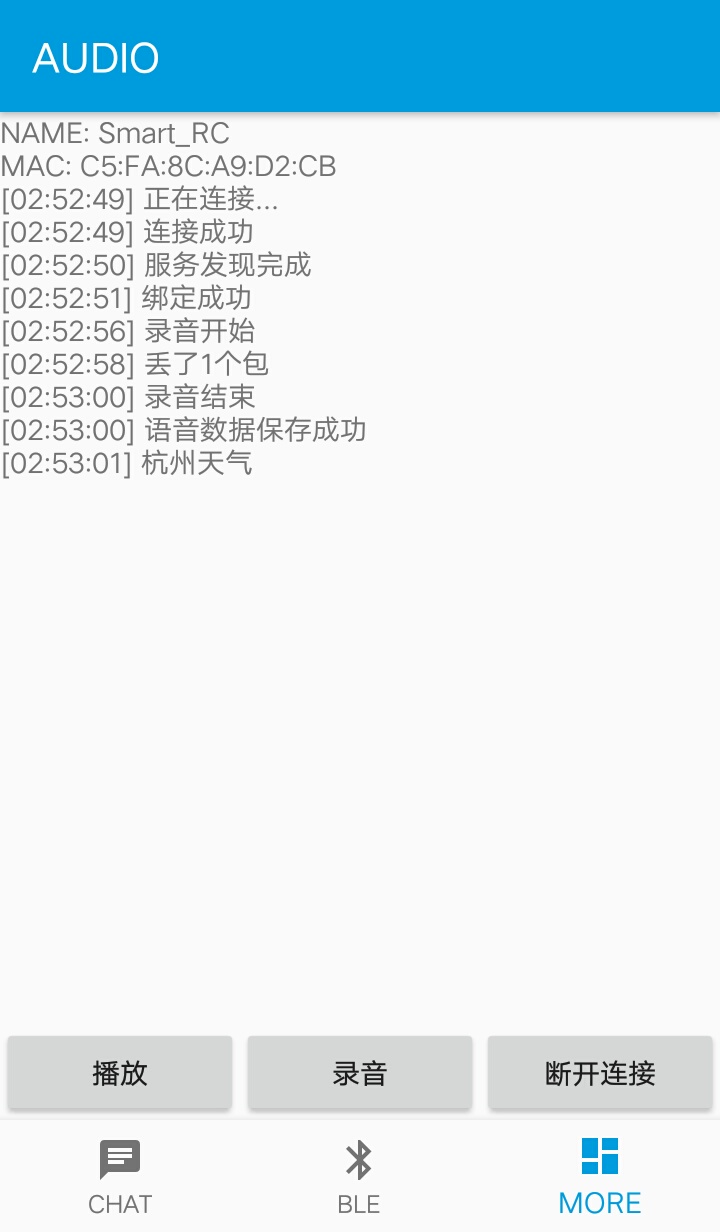 AUDIO
NAME: Smart_RC
MAC: C5:FA:8C:A9:D2:CB
[02:52:49] 正在连接...
[02:52:49] 连接成功
[02:52:50] 服务发现完成
[02:52:51] 绑定成功
[02:52:56] 录音开始
[02:52:58] 丢了1个包
[02:53:00] 录音结束
[02:53:00] 语音数据保存成功
[02:53:01] 杭州天气
播放 录音 断开连接
CHAT BLE MORE